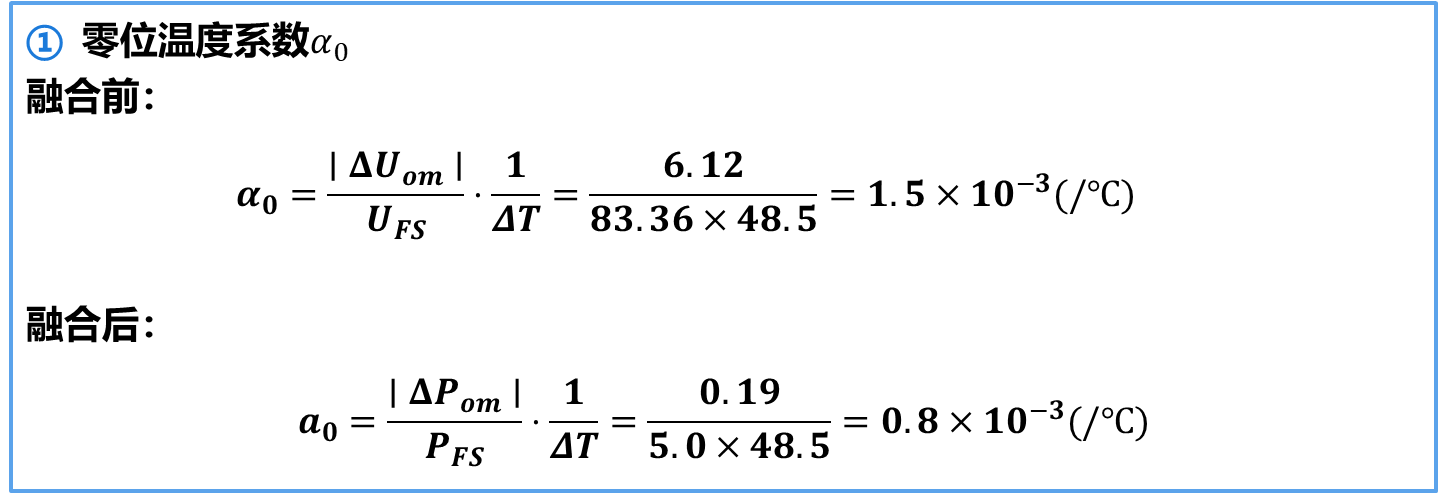 ① 零位温度系数α₀
融合前：
α₀ = | ΔU_om | / U_FS · 1 / ΔT = 6.12 / 83.36 × 48.5 = 1.5 × 10⁻³(/℃)
融合后：
a₀ = | ΔP_om | / P_FS · 1 / ΔT = 0.19 / 5.0 × 48.5 = 0.8 × 10⁻³(/℃)